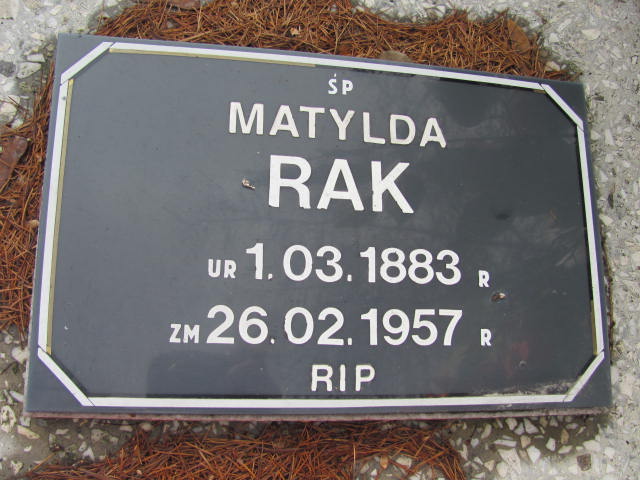 ŚP
MATYLDA
RAK
UR 1.03.1883 R
ZM 26.02.1957 R
RIP